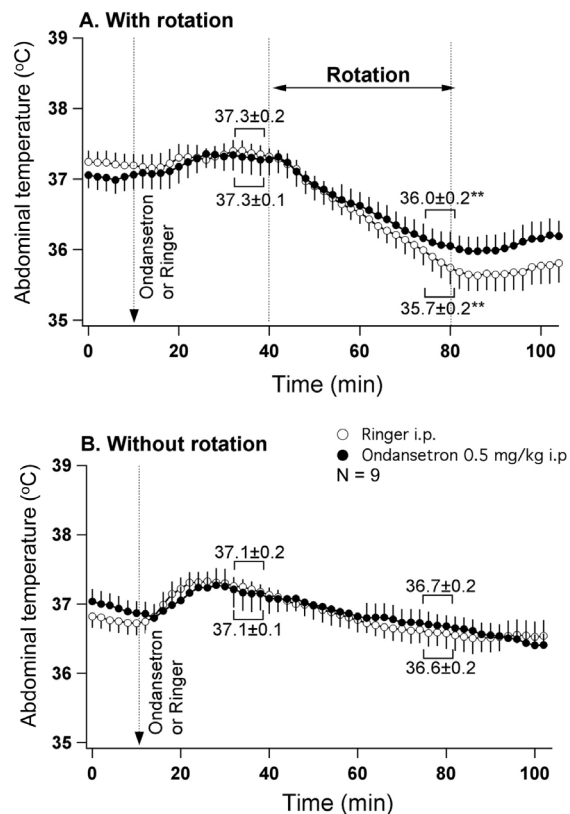 A. With rotation
39
38
37
36
35
Abdominal temperature (°C)
Rotation
37.3±0.2
37.3±0.1
36.0±0.2**
35.7±0.2**
Ondansetron
or Ringer
0
20
40
60
80
100
Time (min)
B. Without rotation
Ringer i.p.
Ondansetron 0.5 mg/kg i.p
N = 9
39
38
37
36
35
Abdominal temperature (°C)
37.1±0.2
37.1±0.1
36.7±0.2
36.6±0.2
Ondansetron
or Ringer
0
20
40
60
80
100
Time (min)